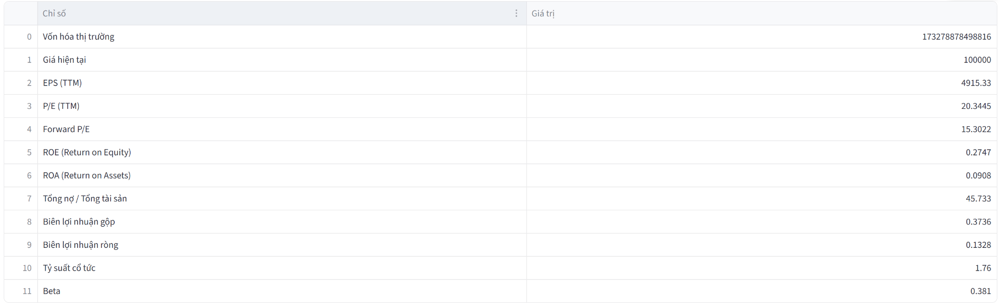 Chỉ số Giá trị
0 Vốn hóa thị trường 173278878498816
1 Giá hiện tại 100000
2 EPS (TTM) 4915.33
3 P/E (TTM) 20.3445
4 Forward P/E 15.3022
5 ROE (Return on Equity) 0.2747
6 ROA (Return on Assets) 0.0908
7 Tổng nợ / Tổng tài sản 45.733
8 Biên lợi nhuận gộp 0.3736
9 Biên lợi nhuận ròng 0.1328
10 Tỷ suất cổ tức 1.76
11 Beta 0.381